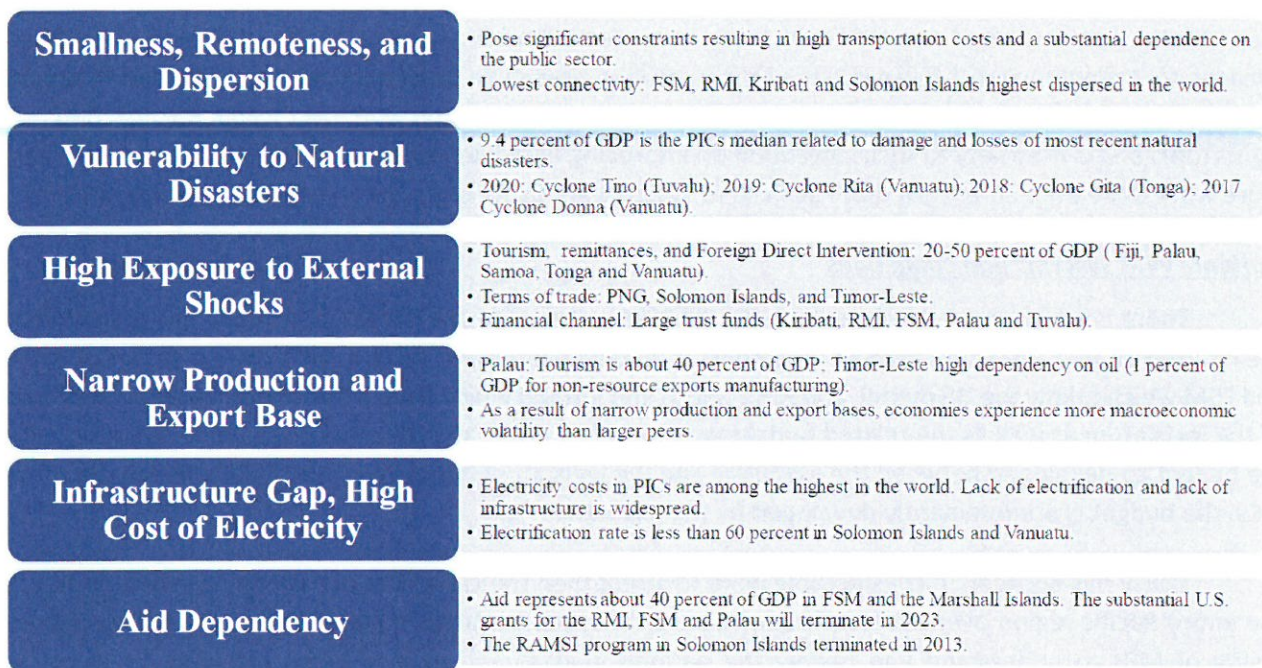 Smallness, Remoteness, and
Dispersion
• Pose significant constraints resulting in high transportation costs and a substantial dependence on
the public sector.
• Lowest connectivity: FSM, RMI, Kiribati and Solomon Islands highest dispersed in the world.
Vulnerability to Natural
Disasters
• 9.4 percent of GDP is the PICs median related to damage and losses of most recent natural
disasters.
• 2020: Cyclone Tino (Tuvalu); 2019: Cyclone Rita (Vanuatu); 2018: Cyclone Gita (Tonga); 2017
Cyclone Donna (Vanuatu).
High Exposure to External
Shocks
• Tourism, remittances, and Foreign Direct Intervention: 20-50 percent of GDP ( Fiji, Palau,
Samoa, Tonga and Vanuatu).
• Terms of trade: PNG, Solomon Islands, and Timor-Leste.
• Financial channel: Large trust funds (Kiribati, RMI, FSM, Palau and Tuvalu).
Narrow Production and
Export Base
• Palau: Tourism is about 40 percent of GDP; Timor-Leste high dependency on oil (1 percent of
GDP for non-resource exports manufacturing).
• As a result of narrow production and export bases, economies experience more macroeconomic
volatility than larger peers.
Infrastructure Gap, High
Cost of Electricity
• Electricity costs in PICs are among the highest in the world. Lack of electrification and lack of
infrastructure is widespread.
• Electrification rate is less than 60 percent in Solomon Islands and Vanuatu.
Aid Dependency
• Aid represents about 40 percent of GDP in FSM and the Marshall Islands. The substantial U.S.
grants for the RMI, FSM and Palau will terminate in 2023.
• The RAMSI program in Solomon Islands terminated in 2013.